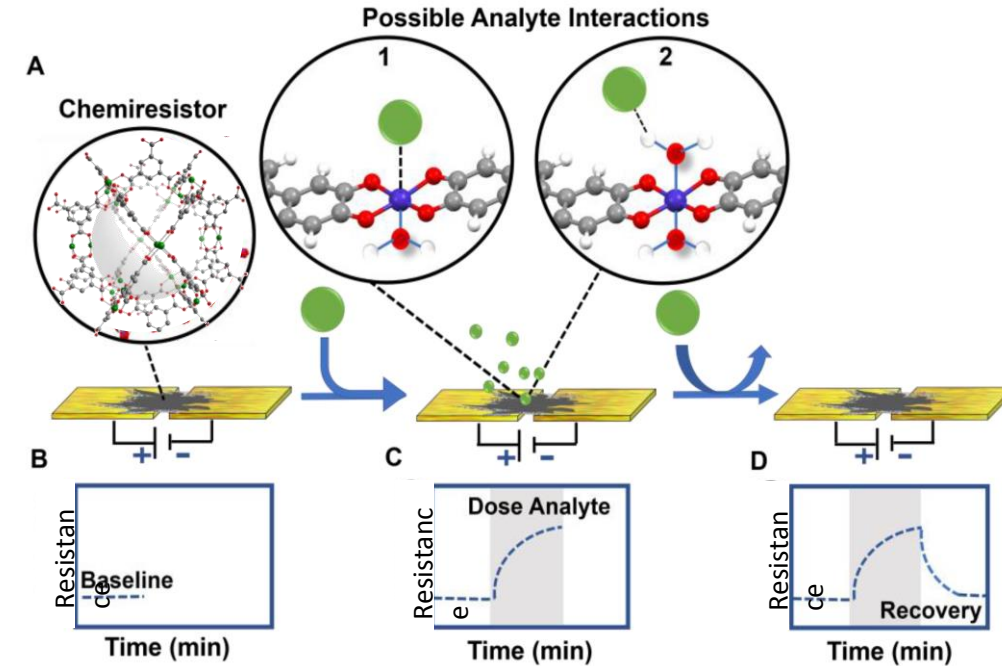 Possible Analyte Interactions
A
1
2
Chemiresistor
+ -
+ -
+ -
B
Resistan
ce
Baseline
Time (min)
C
Resistanc
e
Dose Analyte
Time (min)
D
Resistan
ce
Recovery
Time (min)